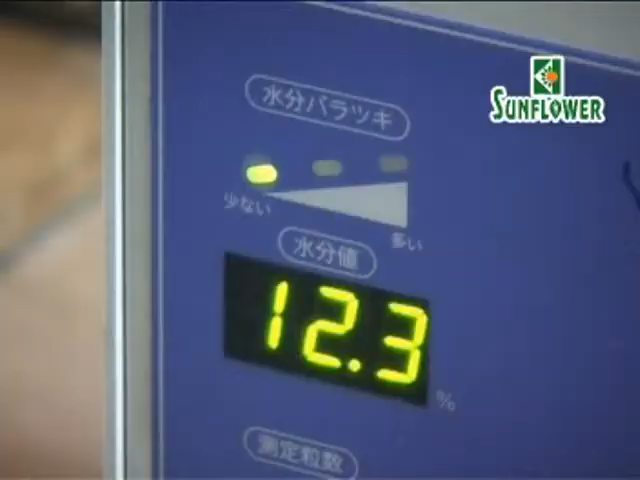 水分バラツキ
SUNFLOWER
少ない
多い
水分値
12.3
%
測定粒数